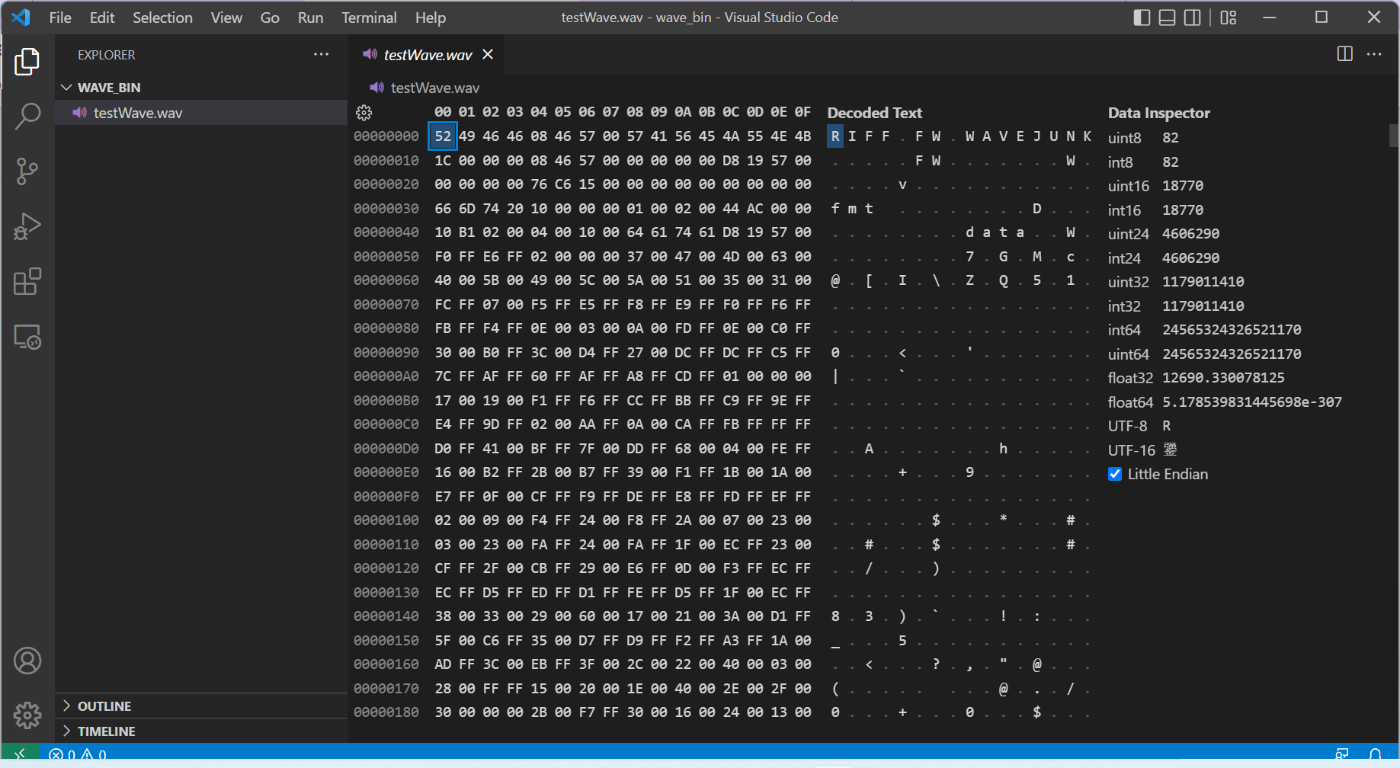 File Edit Selection View Go Run Terminal Help testWave.wav - wave_bin - Visual Studio Code
EXPLORER ··· testWave.wav
WAVE_BIN testWave.wav
testWave.wav
00 01 02 03 04 05 06 07 08 09 0A 0B 0C 0D 0E 0F Decoded Text Data Inspector
00000000 52 49 46 46 08 46 57 00 57 41 56 45 4A 55 4E 4B R I F F . F W . W A V E J U N K uint8 82
00000010 1C 00 00 00 08 46 57 00 00 00 00 00 D8 19 57 00 . . . . . F W . . . . . . . W . int8 82
00000020 00 00 00 00 76 C6 15 00 00 00 00 00 00 00 00 00 . . . . v . . . . . . . . . . . uint16 18770
00000030 66 6D 74 20 10 00 00 00 01 00 02 00 44 AC 00 00 f m t . . . . . . . . D . . . int16 18770
00000040 10 B1 02 00 04 00 10 00 64 61 74 61 D8 19 57 00 . . . . . . . . d a t a . . W . uint24 4606290
00000050 F0 FF E6 FF 02 00 00 00 37 00 47 00 4D 00 63 00 . . . . . . . . 7 . G . M . c . int24 4606290
00000060 40 00 5B 00 49 00 5C 00 5A 00 51 00 35 00 31 00 @ . [ . I . \ . Z . Q . 5 . 1 . uint32 1179011410
00000070 FC FF 07 00 F5 FF E5 FF F8 FF E9 FF F0 FF F6 FF . . . . . . . . . . . . . . . . int32 1179011410
00000080 FB FF F4 FF 0E 00 03 00 0A 00 FD FF 0E 00 C0 FF . . . . . . . . . . . . . . . . int64 24565324326521170
00000090 30 00 B0 FF 3C 00 D4 FF 27 00 DC FF DC FF C5 FF 0 . . . < . . . ' . . . . . . . uint64 24565324326521170
000000A0 7C FF AF FF 60 FF AF FF A8 FF CD FF 01 00 00 00 | . . . ` . . . . . . . . . . . float32 12690.330078125
000000B0 17 00 19 00 F1 FF F6 FF CC FF BB FF C9 FF 9E FF . . . . . . . . . . . . . . . . float64 5.178539831445698e-307
000000C0 E4 FF 9D FF 02 00 AA FF 0A 00 CA FF FB FF FF FF . . . . . . . . . . . . . . . . UTF-8 R
000000D0 D0 FF 41 00 BF FF 7F 00 DD FF 68 00 04 00 FE FF . . A . . . . . . . h . . . . . UTF-16
000000E0 16 00 B2 FF 2B 00 B7 FF 39 00 F1 FF 1B 00 1A 00 . . . . + . . . 9 . . . . . . . Little Endian
000000F0 E7 FF 0F 00 CF FF F9 FF DE FF E8 FF FD FF EF FF . . . . . . . . . . . . . . . .
00000100 02 00 09 00 F4 FF 24 00 F8 FF 2A 00 07 00 23 00 . . . . . . $ . . . * . . . # .
00000110 03 00 23 00 FA FF 24 00 FA FF 1F 00 EC FF 23 00 . . # . . . $ . . . . . . . # .
00000120 CF FF 2F 00 CB FF 29 00 E6 FF 0D 00 F3 FF EC FF . . / . . . ) . . . . . . . . .
00000130 EC FF D5 FF ED FF D1 FF FE FF D5 FF 1F 00 EC FF . . . . . . . . . . . . . . . .
00000140 38 00 33 00 29 00 60 00 17 00 21 00 3A 00 D1 FF 8 . 3 . ) . ` . . . ! . : . . .
00000150 5F 00 C6 FF 35 00 D7 FF D9 FF F2 FF A3 FF 1A 00 _ . . . 5 . . . . . . . . . . .
00000160 AD FF 3C 00 EB FF 3F 00 2C 00 22 00 40 00 03 00 . . < . . . ? . , . " . @ . . .
00000170 28 00 FF FF 15 00 20 00 1E 00 40 00 2E 00 2F 00 ( . . . . . . . . @ . . . / .
00000180 30 00 00 00 2B 00 F7 FF 30 00 16 00 24 00 13 00 0 . . . + . . . 0 . . . $ . . .
OUTLINE
TIMELINE
0 0